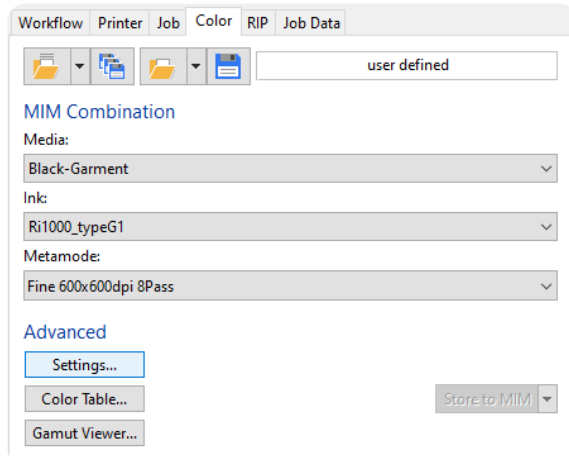 Workflow Printer Job Color RIP Job Data
user defined
MIM Combination
Media:
Black-Garment
Ink:
Ri1000_typeG1
Metamode:
Fine 600x600dpi 8Pass
Advanced
Settings...
Color Table... Store to MIM
Gamut Viewer...